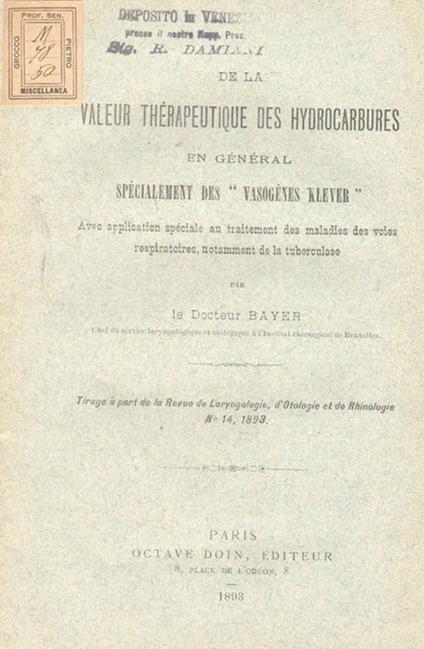 PROF. SEN.
GROCCO
PIETRO
M
78
50
MISCELLANEA
DEPOSITO in VENEZ
presso il nostro Rapp. Proc.
Sig. R. DAMIANI
DE LA
VALEUR THÉRAPEUTIQUE DES HYDROCARBURES
EN GÉNÉRAL
SPÉCIALEMENT DES " VASOGÈNES KLEVER "
Avec application spéciale au traitement des maladies des voies
respiratoires, notamment de la tuberculose
PAR
le Docteur BAYER
Chef du service laryngologique et otologique à l'Institut chirurgical de Bruxelles.
Tirage à part de la Revue de Laryngologie, d'Otologie et de Rhinologie
No 14, 1893.
PARIS
OCTAVE DOIN, ÉDITEUR
8, PLACE DE L'ODÉON, 8
1893